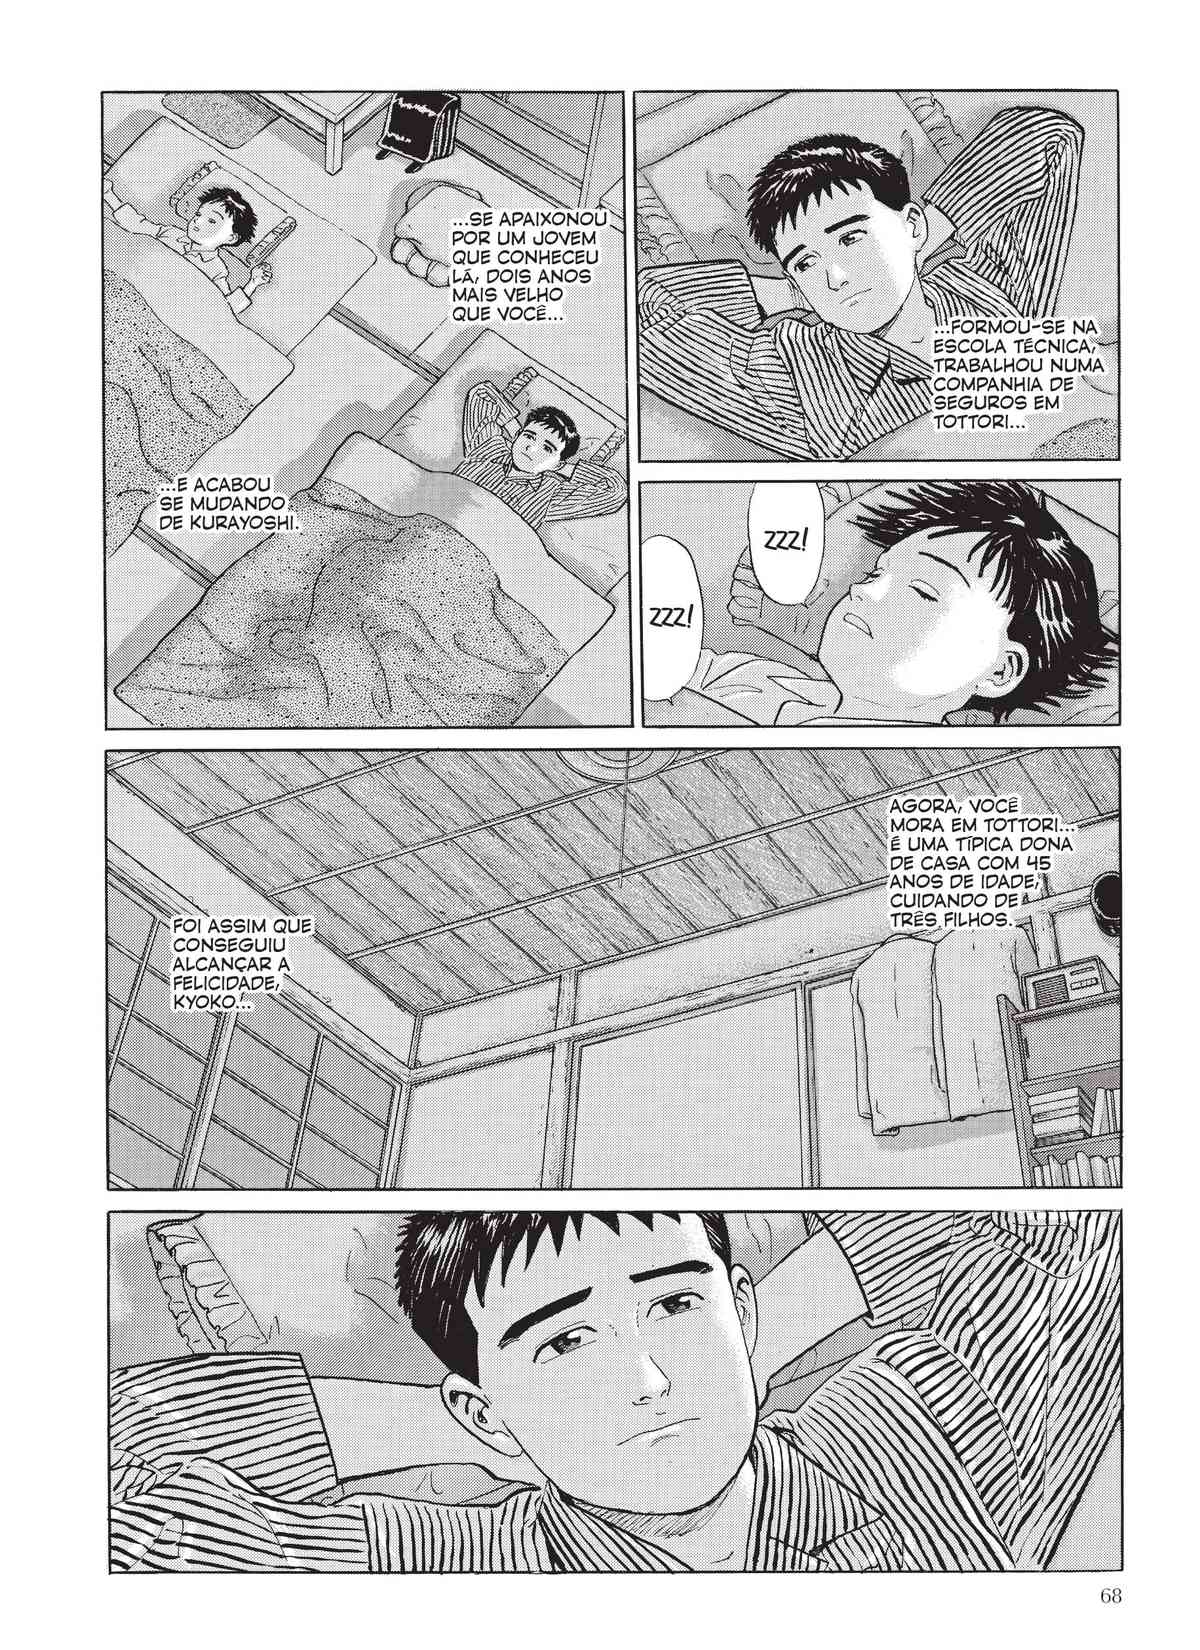 ...FORMOU-SE NA
ESCOLA TÉCNICA,
TRABALHOU NUMA
COMPANHIA DE
SEGUROS EM
TOTTORI...
ZZZ!
ZZZ!
...SE APAIXONOU
POR UM JOVEM
QUE CONHECEU
LÁ, DOIS ANOS
MAIS VELHO
QUE VOCÊ...
...E ACABOU
SE MUDANDO
DE KURAYOSHI.
AGORA, VOCÊ
MORA EM TOTTORI...
É UMA TÍPICA DONA
DE CASA COM 45
ANOS DE IDADE,
CUIDANDO DE
TRÊS FILHOS.
FOI ASSIM QUE
CONSEGUIU
ALCANÇAR A
FELICIDADE,
KYOKO...
68